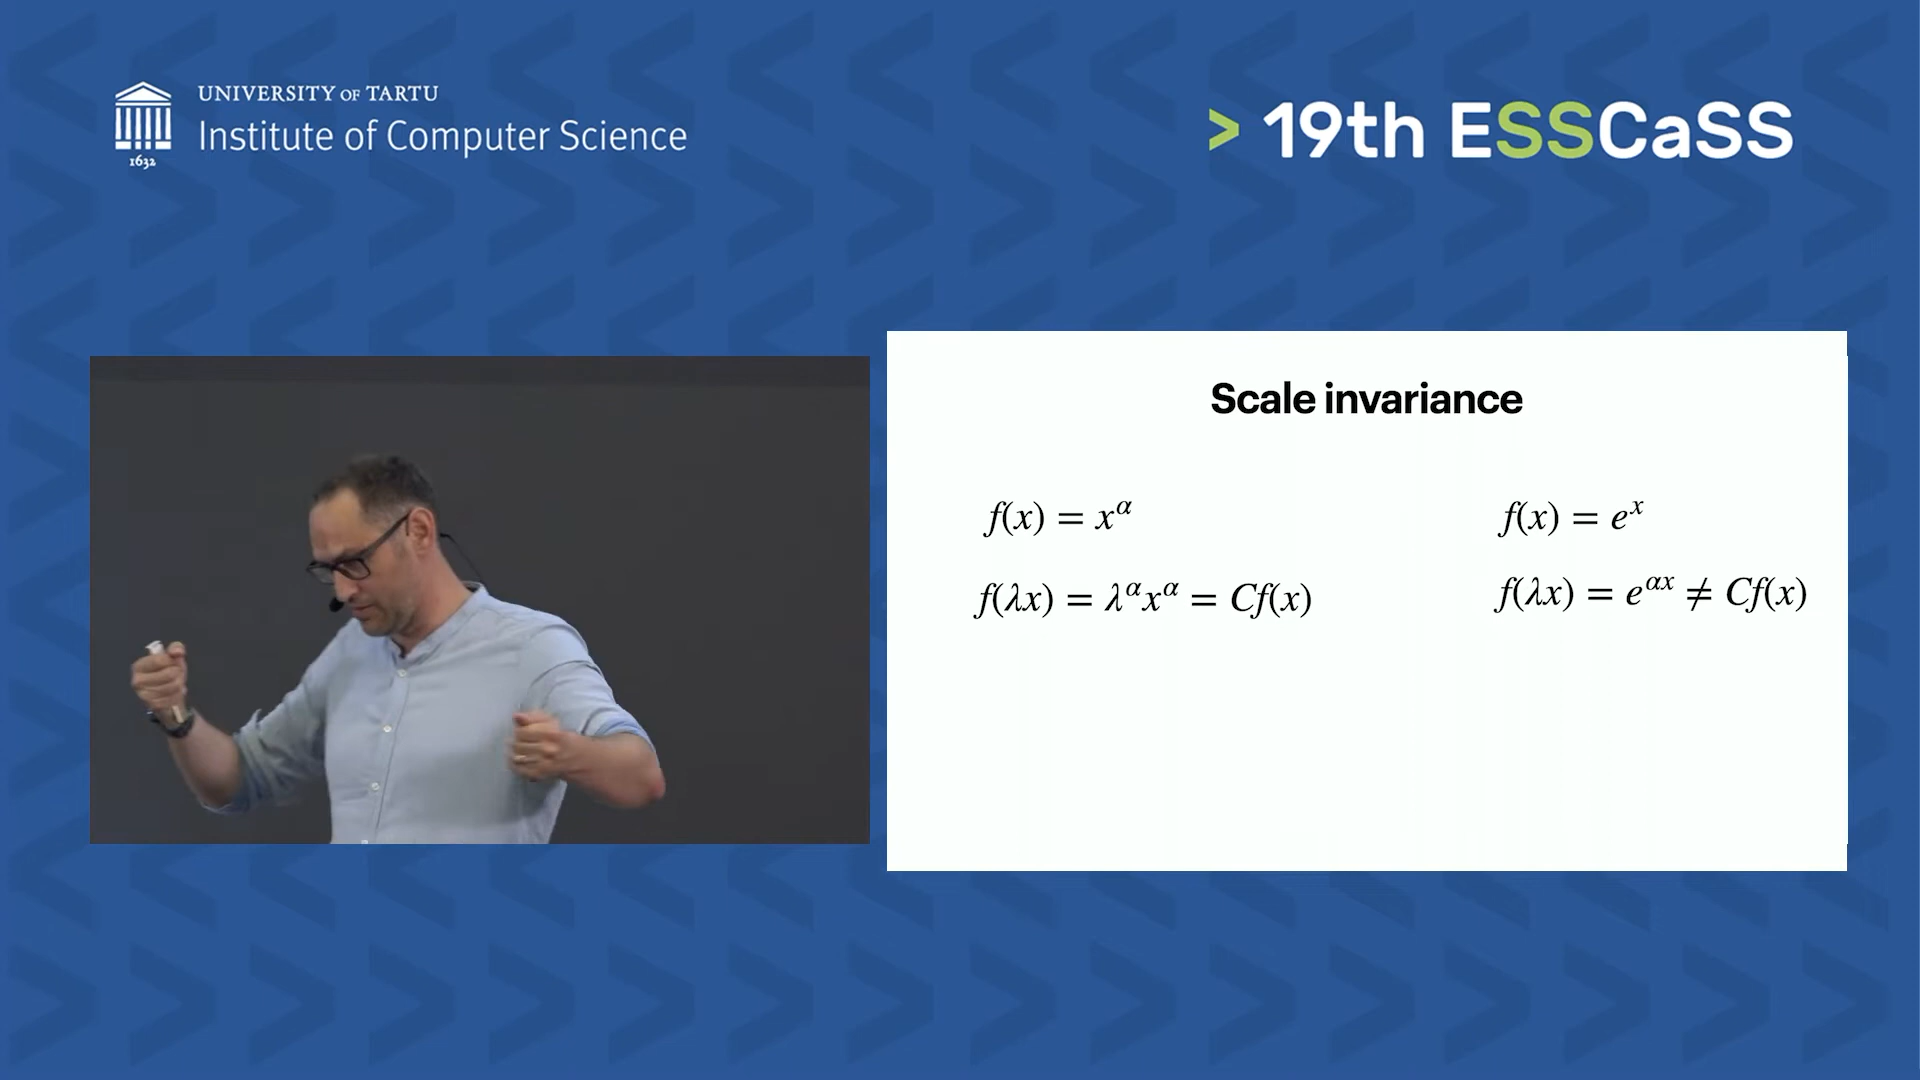 UNIVERSITY OF TARTU
Institute of Computer Science
1632
> 19th ESSCaSS
Scale invariance
f(x) = x^α
f(λx) = λ^α x^α = Cf(x)
f(x) = e^x
f(λx) = e^{αx} ≠ Cf(x)